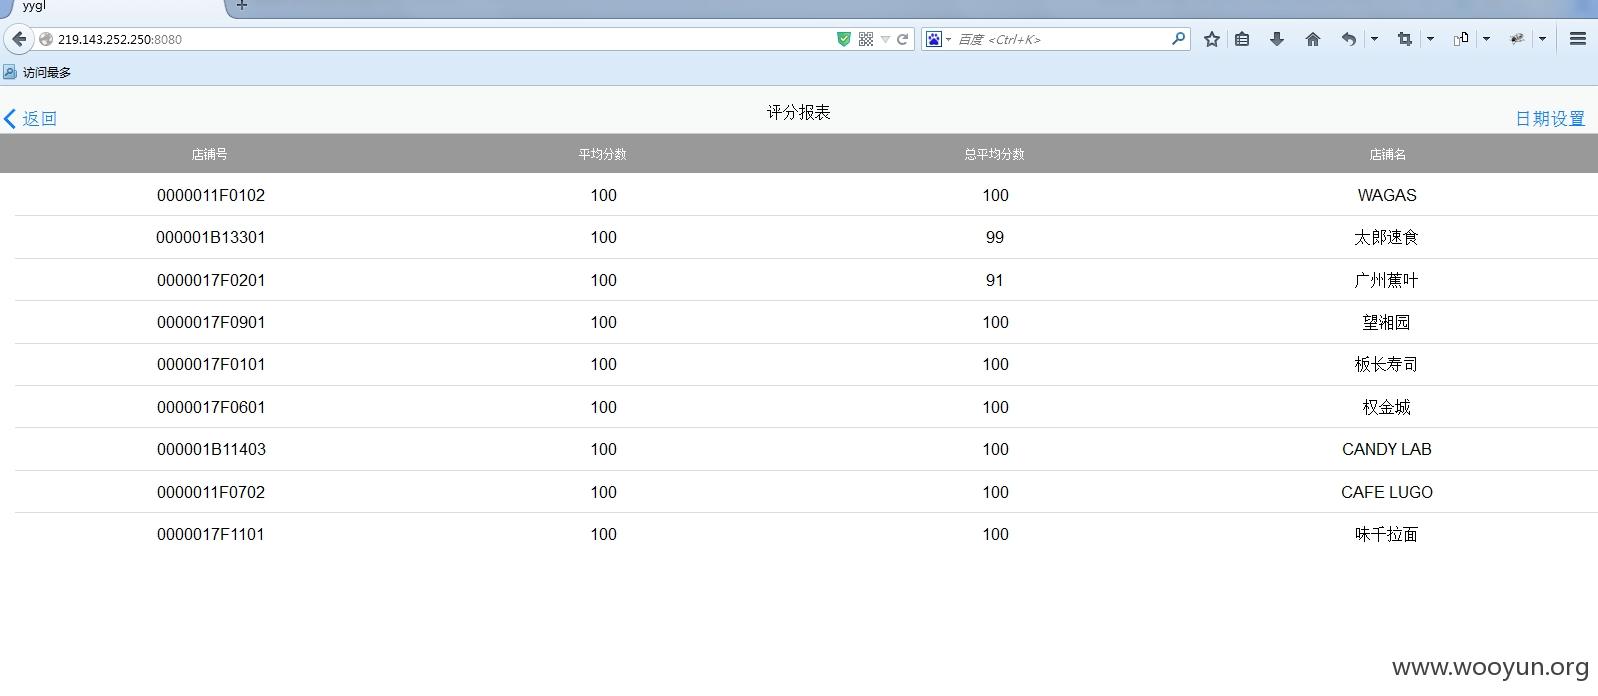 yygl
219.143.252.250:8080
百度 <Ctrl+K>
访问最多
返回
评分报表
日期设置
店铺号 平均分数 总平均分数 店铺名
0000011F0102 100 100 WAGAS
000001B13301 100 99 太郎速食
0000017F0201 100 91 广州蕉叶
0000017F0901 100 100 望湘园
0000017F0101 100 100 板长寿司
0000017F0601 100 100 权金城
000001B11403 100 100 CANDY LAB
0000011F0702 100 100 CAFE LUGO
0000017F1101 100 100 味千拉面
www.wooyun.org